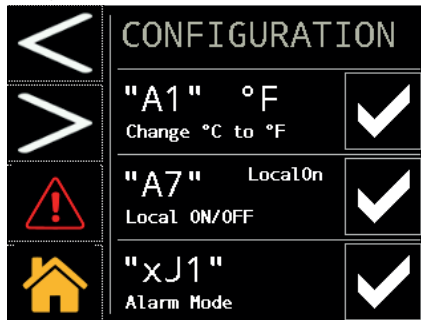 CONFIGURATION
"A1" °F
Change °C to °F
"A7" LocalOn
Local ON/OFF
"xJ1"
Alarm Mode